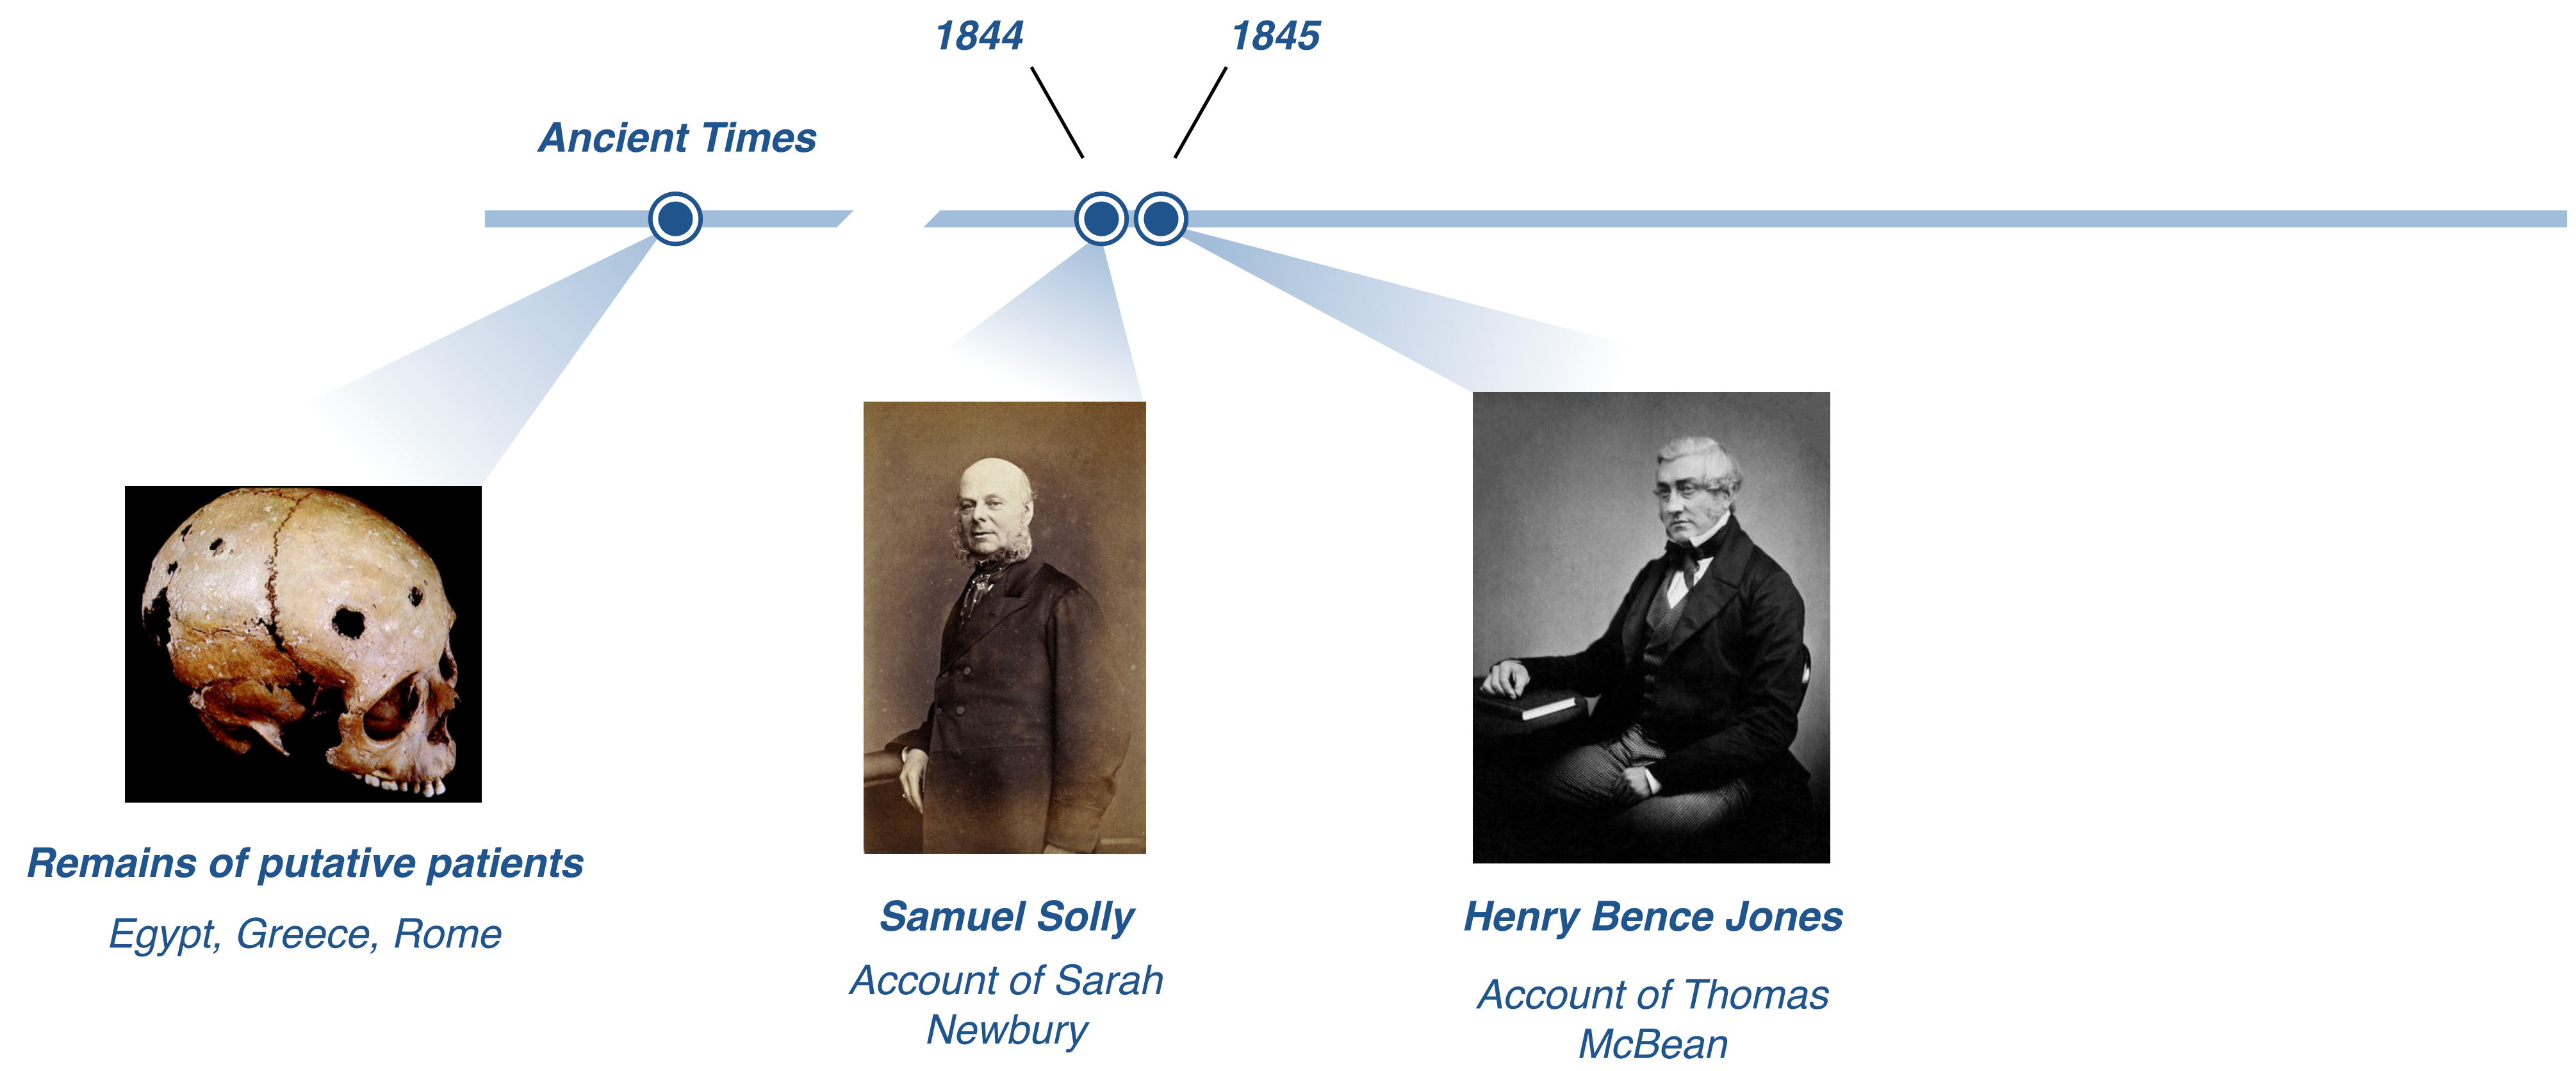 1844
1845
Ancient Times
Remains of putative patients
Egypt, Greece, Rome
Samuel Solly
Account of Sarah
Newbury
Henry Bence Jones
Account of Thomas
McBean